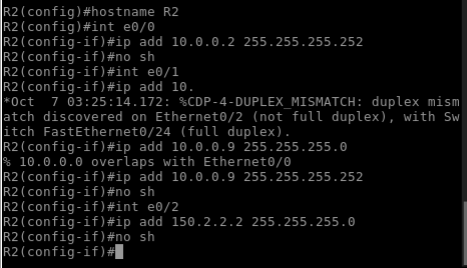 R2(config)#hostname R2
R2(config)#int e0/0
R2(config-if)#ip add 10.0.0.2 255.255.255.252
R2(config-if)#no sh
R2(config-if)#int e0/1
R2(config-if)#ip add 10.
*Oct  7 03:25:14.172: %CDP-4-DUPLEX_MISMATCH: duplex mism
atch discovered on Ethernet0/2 (not full duplex), with Sw
itch FastEthernet0/24 (full duplex).
R2(config-if)#ip add 10.0.0.9 255.255.255.0
% 10.0.0.0 overlaps with Ethernet0/0
R2(config-if)#ip add 10.0.0.9 255.255.255.252
R2(config-if)#no sh
R2(config-if)#int e0/2
R2(config-if)#ip add 150.2.2.2 255.255.255.0
R2(config-if)#no sh
R2(config-if)#